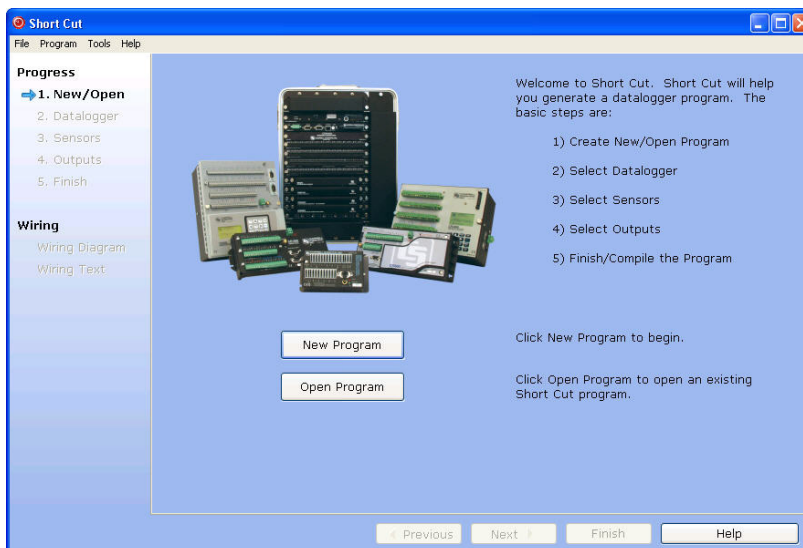 Short Cut
File Program Tools Help
Progress
1. New/Open
2. Datalogger
3. Sensors
4. Outputs
5. Finish
Wiring
Wiring Diagram
Wiring Text
Welcome to Short Cut. Short Cut will help
you generate a datalogger program. The
basic steps are:
1) Create New/Open Program
2) Select Datalogger
3) Select Sensors
4) Select Outputs
5) Finish/Compile the Program
New Program
Click New Program to begin.
Open Program
Click Open Program to open an existing
Short Cut program.
Previous
Next
Finish
Help